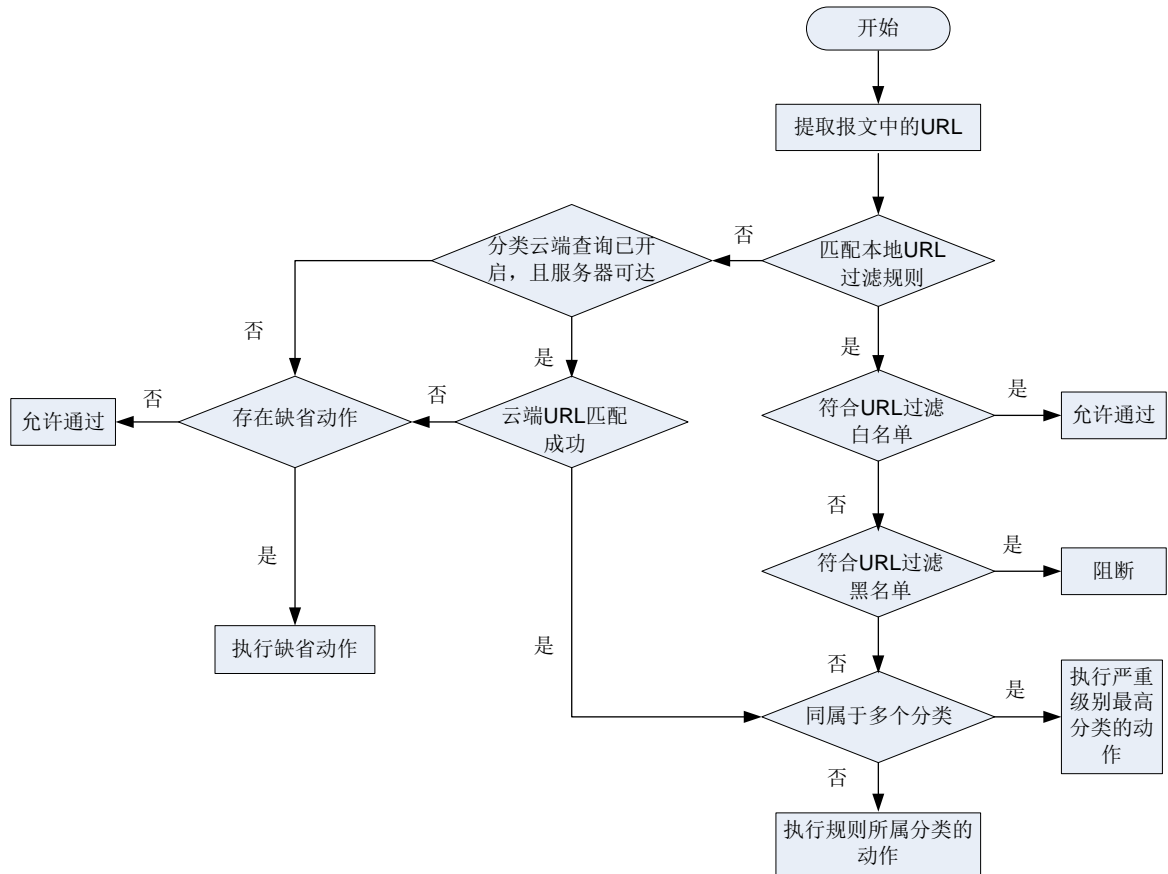 开始
提取报文中的URL
匹配本地URL
过滤规则
否
分类云端查询已开
启，且服务器可达
否
是
是
云端URL匹配
成功
否
存在缺省动作
否
允许通过
符合URL过滤
白名单
是
允许通过
否
是
符合URL过滤
黑名单
是
阻断
执行缺省动作
是
否
同属于多个分类
是
执行严重
级别最高
分类的动
作
否
执行规则所属分类的
动作